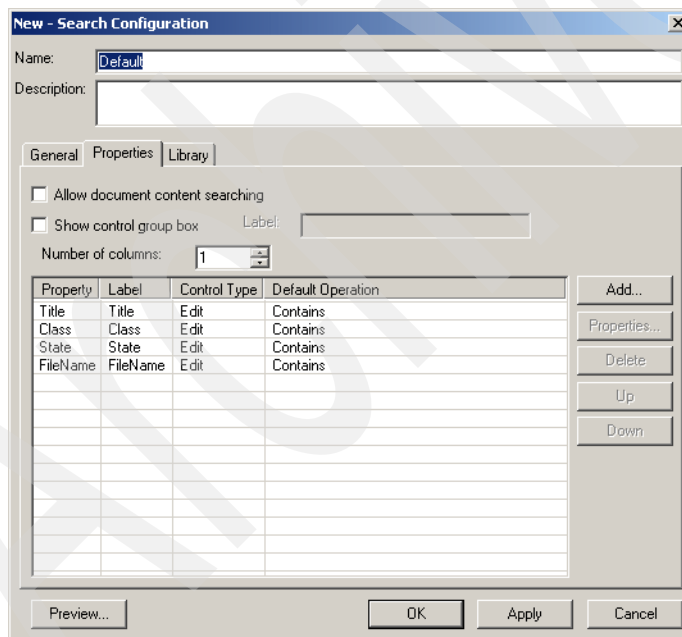 New - Search Configuration
Name: Default
Description:
General Properties Library
Allow document content searching
Show control group box Label:
Number of columns: 1
Property Label Control Type Default Operation Add...
Title Title Edit Contains
Class Class Edit Contains Properties...
State State Edit Contains
FileName FileName Edit Contains Delete
Up
Down
Preview... OK Apply Cancel